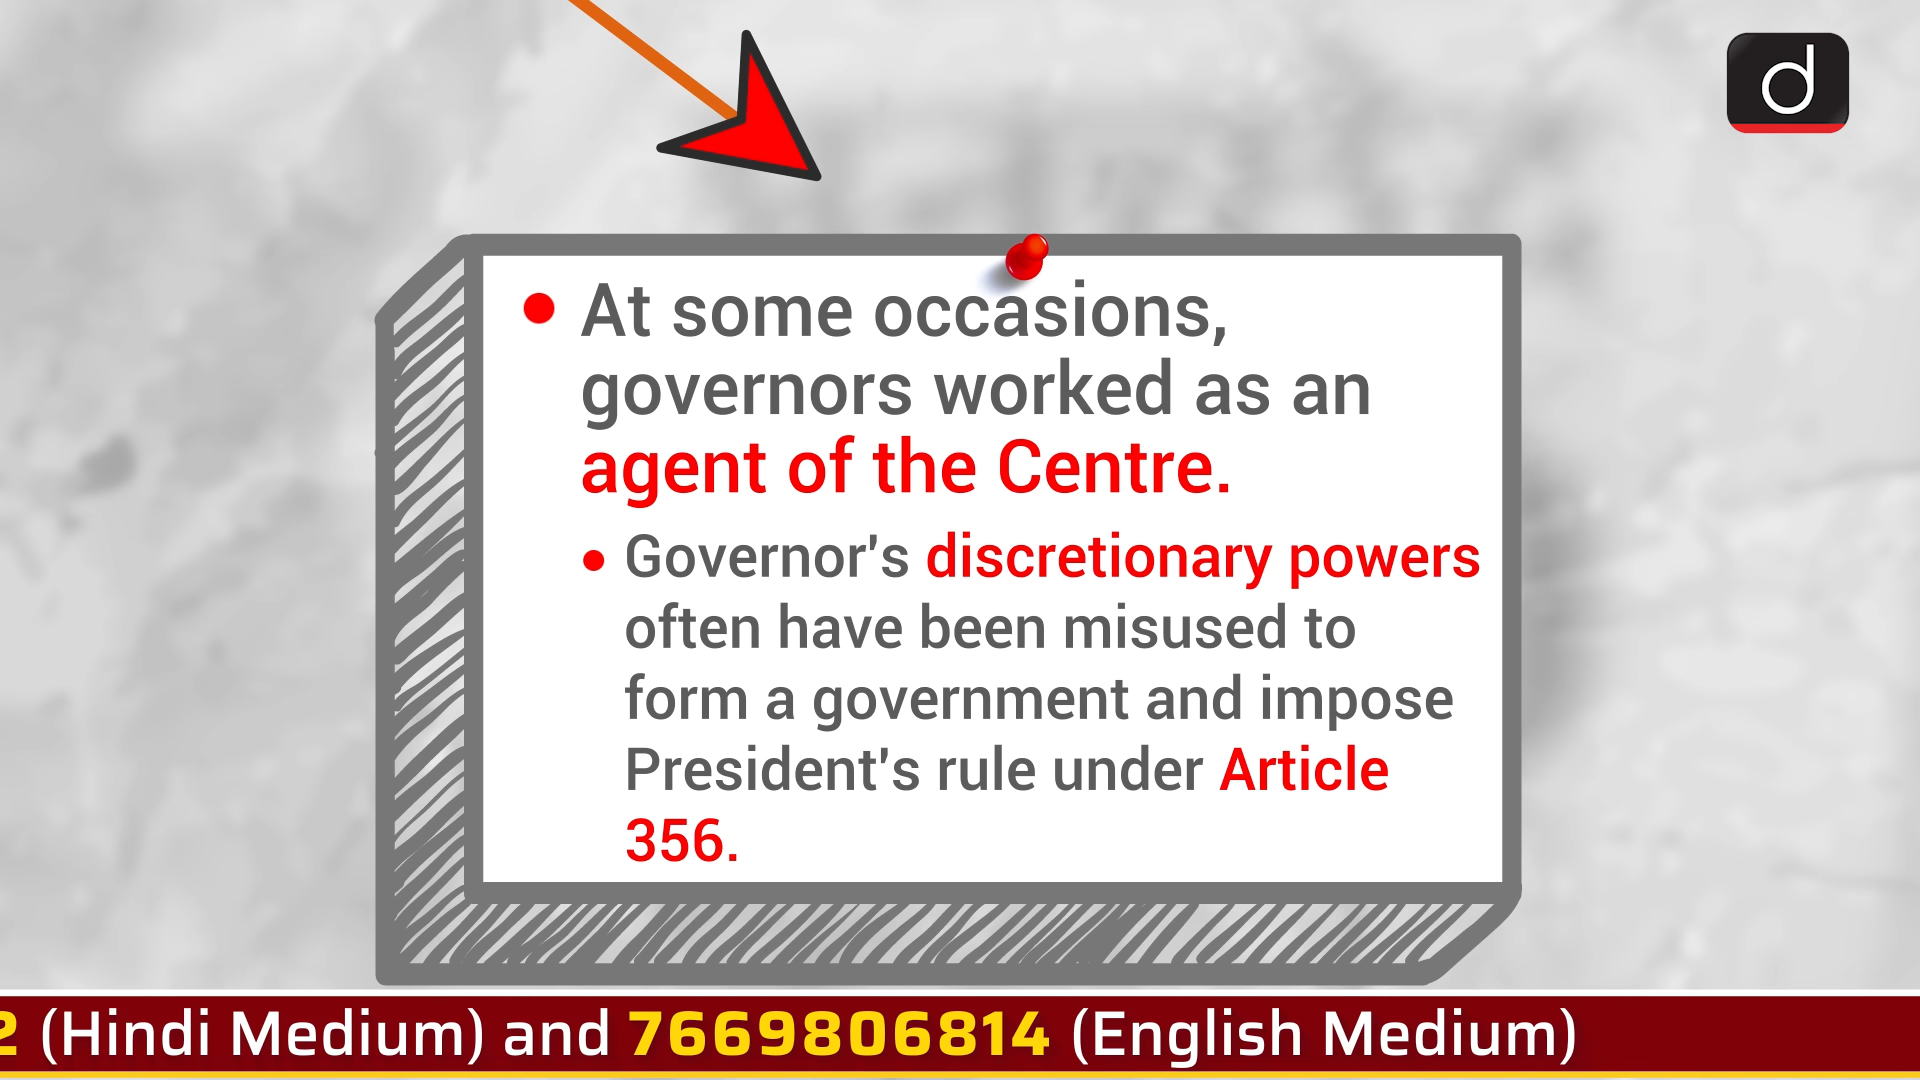 d
At some occasions,
governors worked as an
agent of the Centre.
Governor's discretionary powers
often have been misused to
form a government and impose
President's rule under Article
356.
2 (Hindi Medium) and 7669806814 (English Medium)